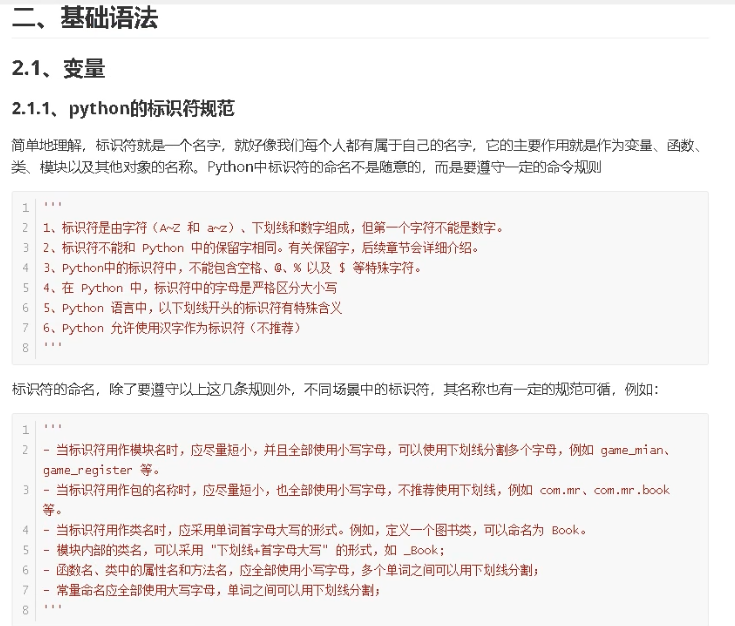 二、基础语法
2.1、变量
2.1.1、python的标识符规范
简单地理解，标识符就是一个名字，就好像我们每个人都有属于自己的名字，它的主要作用就是作为变量、函数、
类、模块以及其他对象的名称。Python中标识符的命名不是随意的，而是要遵守一定的命令规则
1 '''
2 1、标识符是由字符（A~Z 和 a~z）、下划线和数字组成，但第一个字符不能是数字。
3 2、标识符不能和 Python 中的保留字相同。有关保留字，后续章节会详细介绍。
4 3、Python中的标识符中，不能包含空格、@、% 以及 $ 等特殊字符。
5 4、在 Python 中，标识符中的字母是严格区分大小写
6 5、Python 语言中，以下划线开头的标识符有特殊含义
7 6、Python 允许使用汉字作为标识符（不推荐）
8 '''
标识符的命名，除了要遵守以上这几条规则外，不同场景中的标识符，其名称也有一定的规范可循，例如：
1 '''
2 - 当标识符用作模块名时，应尽量短小，并且全部使用小写字母，可以使用下划线分割多个字母，例如 game_mian、
game_register 等。
3 - 当标识符用作包的名称时，应尽量短小，也全部使用小写字母，不推荐使用下划线，例如 com.mr、com.mr.book
等。
4 - 当标识符用作类名时，应采用单词首字母大写的形式。例如，定义一个图书类，可以命名为 Book。
5 - 模块内部的类名，可以采用 "下划线+首字母大写" 的形式，如 _Book;
6 - 函数名、类中的属性名和方法名，应全部使用小写字母，多个单词之间可以用下划线分割；
7 - 常量命名应全部使用大写字母，单词之间可以用下划线分割；
8 '''